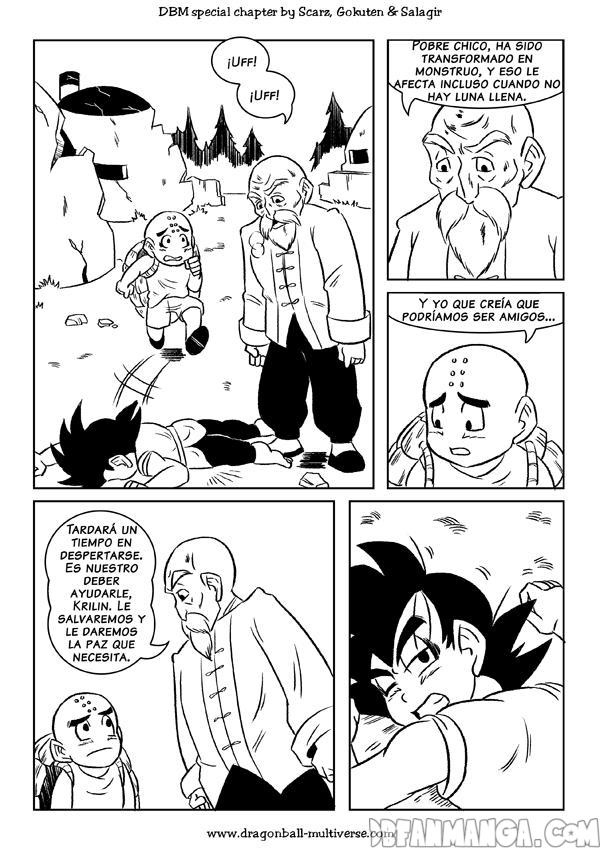 DBM special chapter by Scarz, Gokuten & Salagir
¡Uff!
¡Uff!
Pobre chico, ha sido
transformado en
monstruo, y eso le
afecta incluso cuando no
hay luna llena.
Y yo que creía que
podríamos ser amigos...
Tardará un
tiempo en
despertarse.
Es nuestro
deber
ayudarle,
Krilin. Le
salvaremos y
le daremos
la paz que
necesita.
www.dragonball-multiverse.com
DBFANMANGA.COM